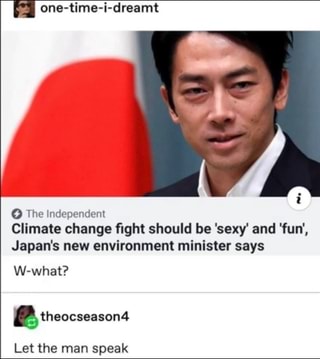 one-time-i-dreamt
i
The Independent
Climate change fight should be 'sexy' and 'fun',
Japan's new environment minister says
W-what?
theocseason4
Let the man speak